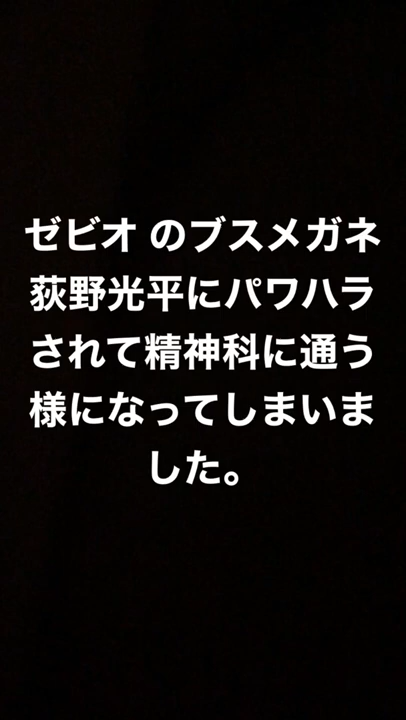 ゼビオ のブスメガネ
荻野光平にパワハラ
されて精神科に通う
様になってしまいま
した。